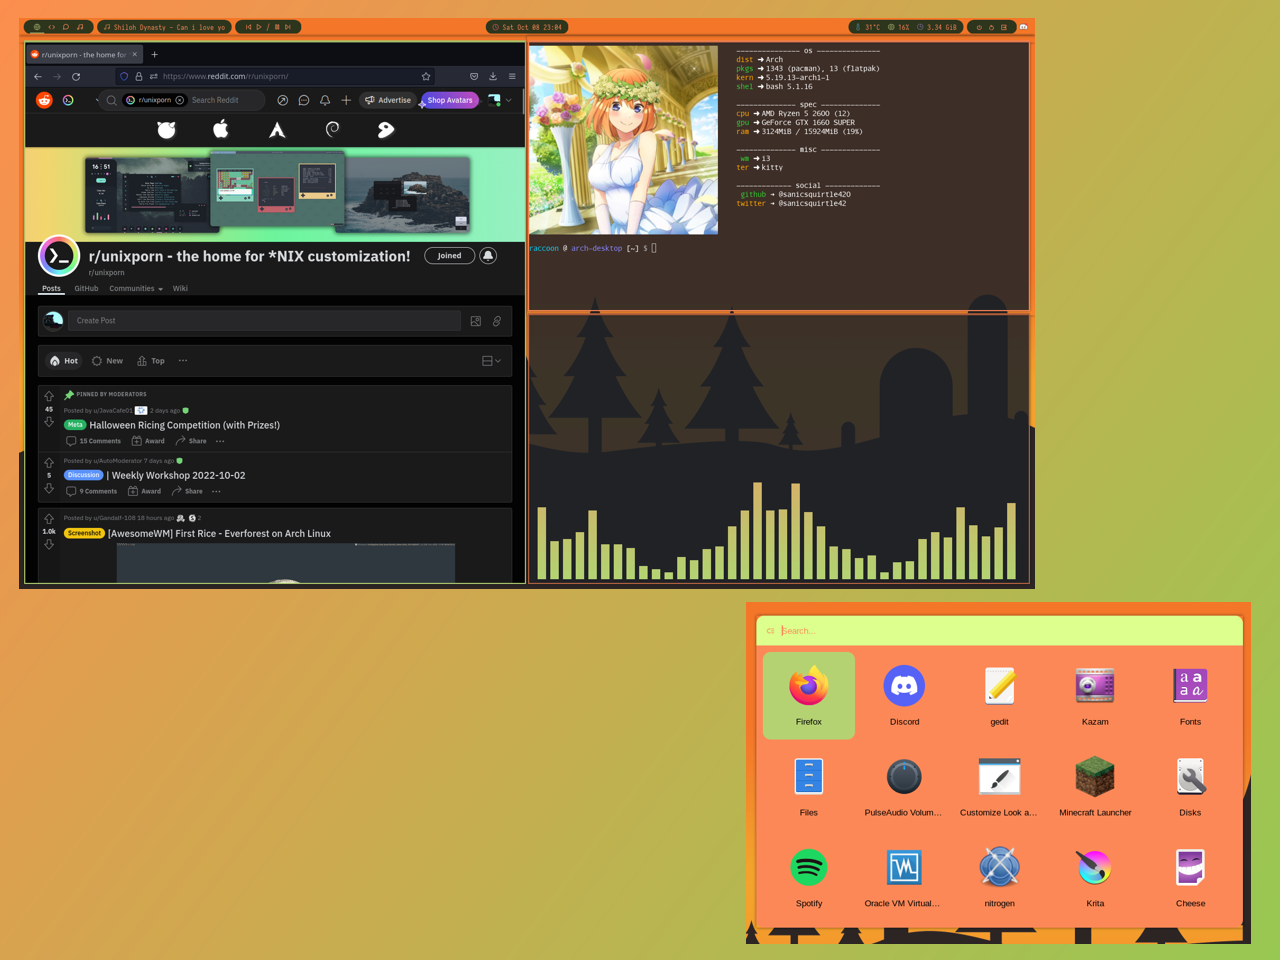 Shiloh Dynasty - Can i love yo
Sat Oct 08 23:04
31°C
16%
3.34 GiB
r/unixporn - the home for
https://www.reddit.com/r/unixporn/
r/unixporn
Search Reddit
Advertise
Shop Avatars
16 51
r/unixporn - the home for *NIX customization!
Joined
r/unixporn
Posts GitHub Communities Wiki
Create Post
Hot New Top ...
PINNED BY MODERATORS
45
Posted by u/JavaCafe01 2 days ago
Meta Halloween Ricing Competition (with Prizes!)
15 Comments Award Share ...
Posted by u/AutoModerator 7 days ago
5
Discussion | Weekly Workshop 2022-10-02
9 Comments Award Share ...
Posted by u/Gandalf-108 18 hours ago 2
1.0k
Screenshot [AwesomeWM] First Rice - Everforest on Arch Linux
--------------- os ---------------
dist ➜ Arch
pkgs ➜ 1343 (pacman), 13 (flatpak)
kern ➜ 5.19.13-arch1-1
shel ➜ bash 5.1.16
-------------- spec --------------
cpu ➜ AMD Ryzen 5 2600 (12)
gpu ➜ GeForce GTX 1660 SUPER
ram ➜ 3124MiB / 15924MiB (19%)
-------------- misc --------------
wm ➜ i3
ter ➜ kitty
------------- social -------------
github ➜ @sanicsquirtle420
twitter ➜ @sanicsquirtle42
raccoon @ arch-desktop [~] $
Search...
Firefox Discord gedit Kazam Fonts
Files PulseAudio Volum... Customize Look a... Minecraft Launcher Disks
Spotify Oracle VM Virtual... nitrogen Krita Cheese